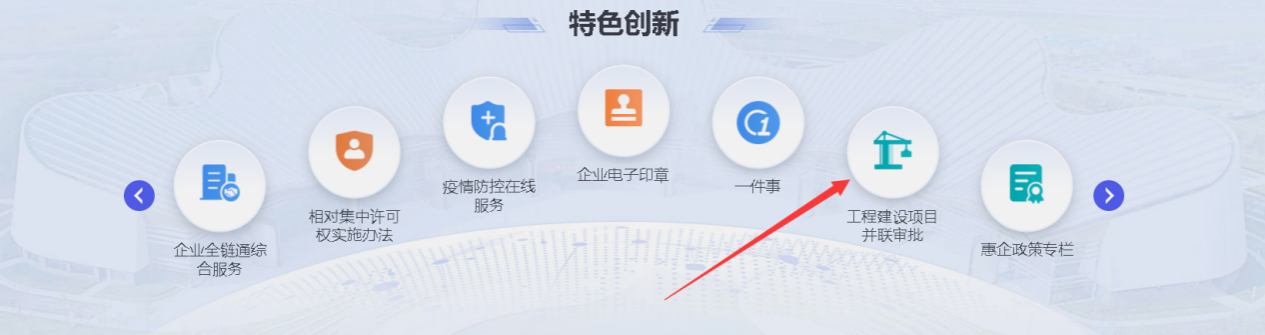 特色创新
企业全链通综
合服务
相对集中许可
权实施办法
疫情防控在线
服务
企业电子印章
一件事
工程建设项目
并联审批
惠企政策专栏